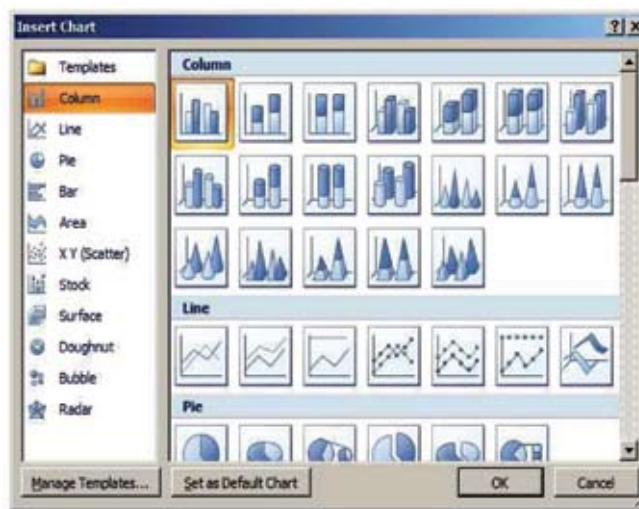 Insert Chart
Templates
Column
Line
Pie
Bar
Area
X Y (Scatter)
Stock
Surface
Doughnut
Bubble
Radar
Column
Line
Pie
Manage Templates...
Set as Default Chart
OK
Cancel